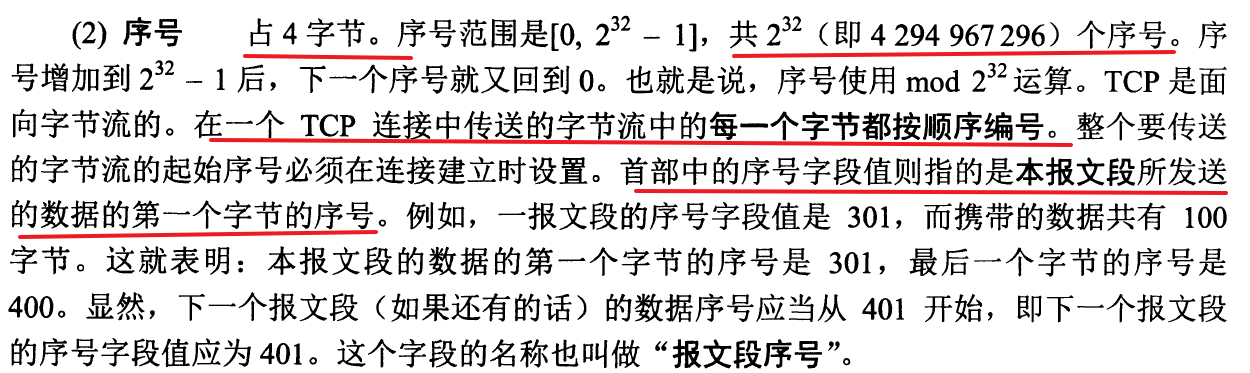 (2) 序号 占 4 字节。序号范围是[0, 2³² – 1]，共 2³²（即 4 294 967 296）个序号。序
号增加到 2³² – 1 后，下一个序号就又回到 0。也就是说，序号使用 mod 2³² 运算。TCP 是面
向字节流的。在一个 TCP 连接中传送的字节流中的每一个字节都按顺序编号。整个要传送
的字节流的起始序号必须在连接建立时设置。首部中的序号字段值则指的是本报文段所发送
的数据的第一个字节的序号。例如，一报文段的序号字段值是 301，而携带的数据共有 100
字节。这就表明：本报文段的数据的第一个字节的序号是 301，最后一个字节的序号是
400。显然，下一个报文段（如果还有的话）的数据序号应当从 401 开始，即下一个报文段
的序号字段值应为 401。这个字段的名称也叫做“报文段序号”。